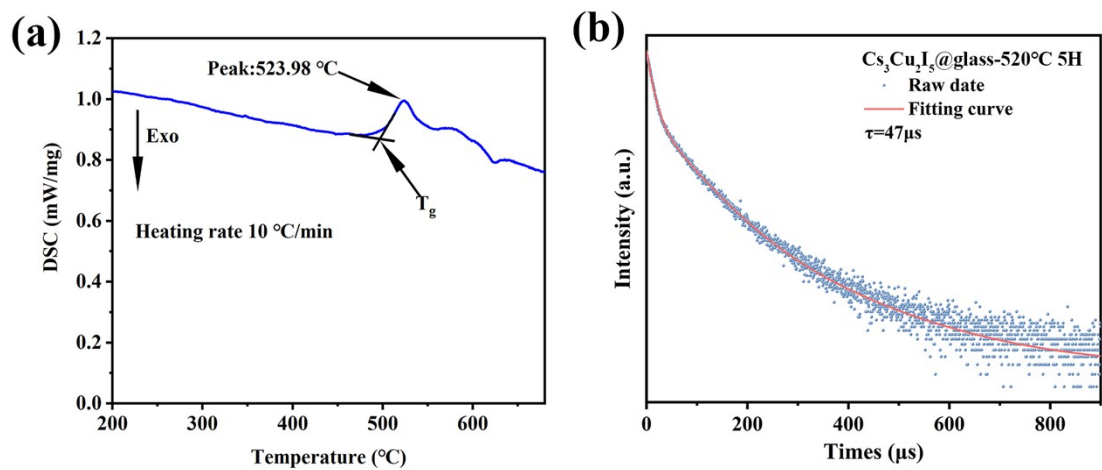 (a)
1.2
1.0
0.8
0.6
0.4
0.2
0.0
DSC (mW/mg)
Peak:523.98 ℃
Exo
Tg
Heating rate 10 ℃/min
200
300
400
500
600
Temperature (℃)
(b)
Cs3Cu2I5@glass-520℃ 5H
Raw date
Fitting curve
τ=47μs
Intensity (a.u.)
0
200
400
600
800
Times (μs)